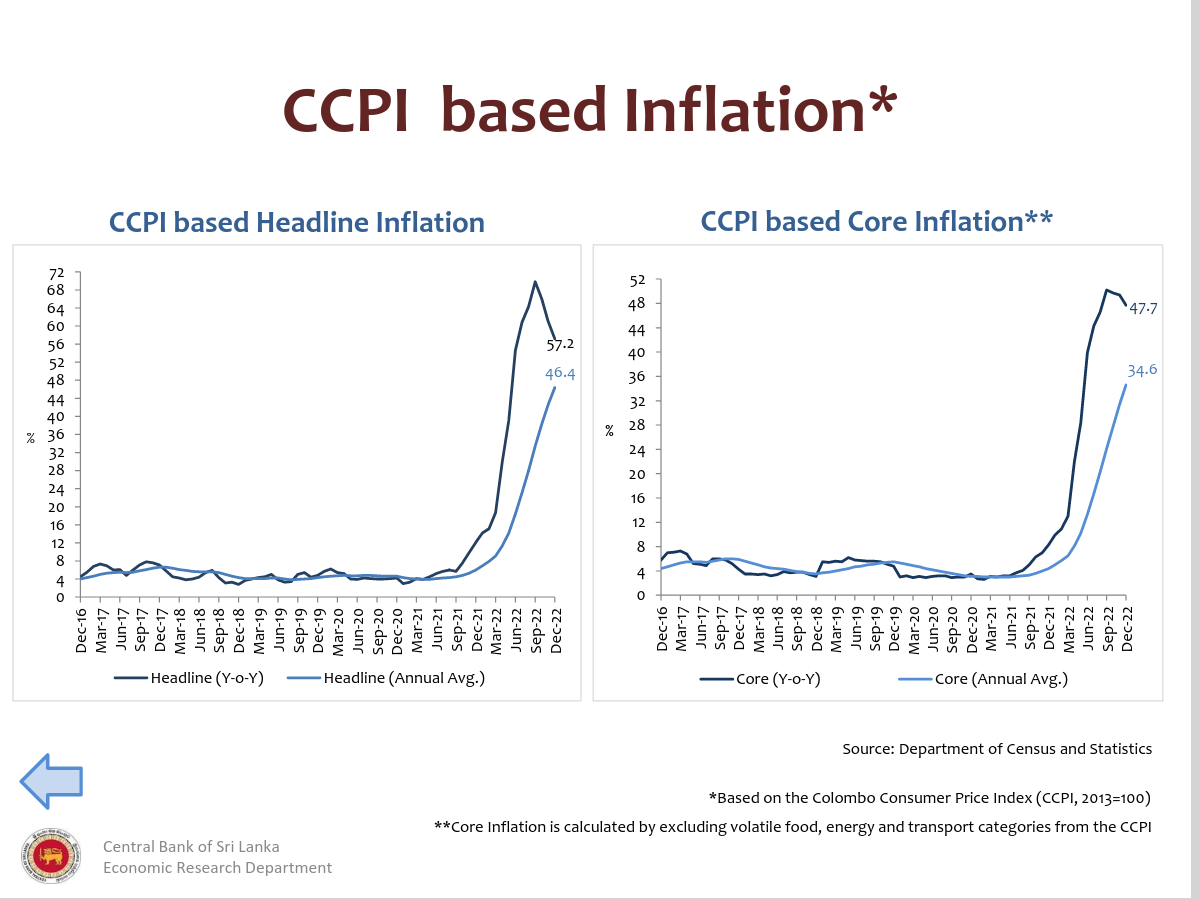 CCPI  based Inflation*
CCPI based Headline Inflation
72
68
64
60
56
52
48
44
40
36
32
28
24
20
16
12
8
4
0
%
57.2
46.4
Dec-16
Mar-17
Jun-17
Sep-17
Dec-17
Mar-18
Jun-18
Sep-18
Dec-18
Mar-19
Jun-19
Sep-19
Dec-19
Mar-20
Jun-20
Sep-20
Dec-20
Mar-21
Jun-21
Sep-21
Dec-21
Mar-22
Jun-22
Sep-22
Dec-22
Headline (Y-o-Y) Headline (Annual Avg.)
CCPI based Core Inflation**
52
48
44
40
36
32
28
24
20
16
12
8
4
0
%
47.7
34.6
Dec-16
Mar-17
Jun-17
Sep-17
Dec-17
Mar-18
Jun-18
Sep-18
Dec-18
Mar-19
Jun-19
Sep-19
Dec-19
Mar-20
Jun-20
Sep-20
Dec-20
Mar-21
Jun-21
Sep-21
Dec-21
Mar-22
Jun-22
Sep-22
Dec-22
Core (Y-o-Y) Core (Annual Avg.)
Source: Department of Census and Statistics
*Based on the Colombo Consumer Price Index (CCPI, 2013=100)
**Core Inflation is calculated by excluding volatile food, energy and transport categories from the CCPI
Central Bank of Sri Lanka
Economic Research Department